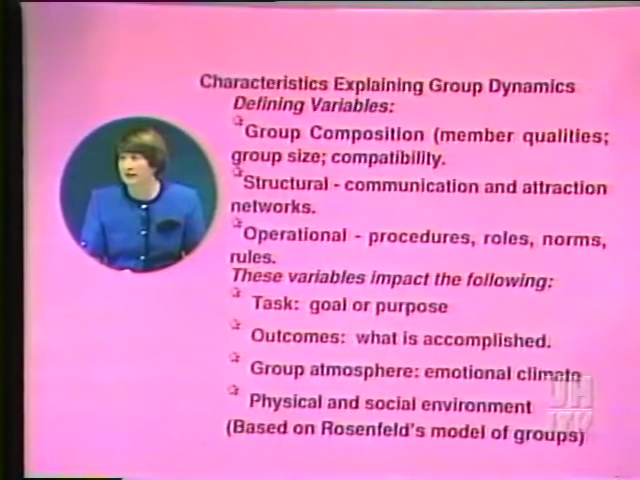 Characteristics Explaining Group Dynamics
Defining Variables:
Group Composition (member qualities;
group size; compatibility.
Structural - communication and attraction
networks.
Operational - procedures, roles, norms,
rules.
These variables impact the following:
Task: goal or purpose
Outcomes: what is accomplished.
Group atmosphere: emotional climate
Physical and social environment
(Based on Rosenfeld's model of groups)
UH